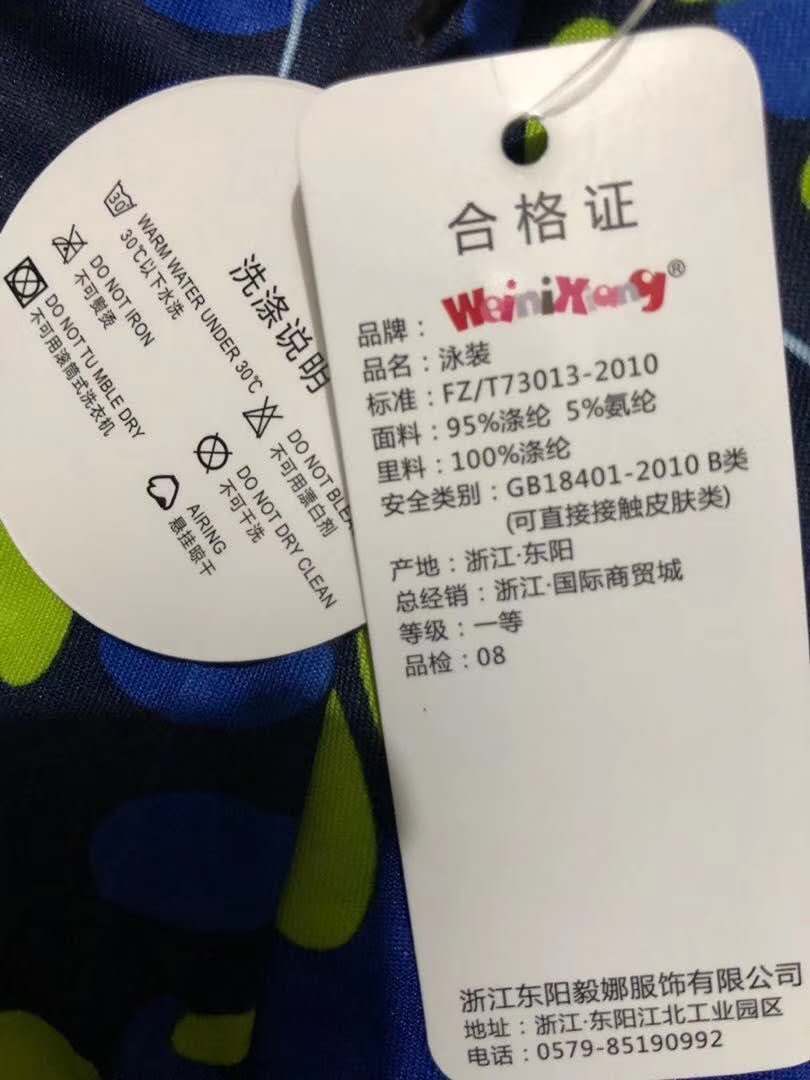 洗涤说明
30
WARM WATER UNDER 30℃
30℃以下水洗
DO NOT IRON
不可熨烫
DO NOT TU MBLE DRY
不可用滚筒式洗衣机
DO NOT
不可用漂白剂
DO NOT DRY CLEAN
不可干洗
AIRING
悬挂晾干
合格证
品牌：WeiniXiang®
品名：泳装
标准：FZ/T73013-2010
面料：95%涤纶 5%氨纶
里料：100%涤纶
安全类别：GB18401-2010 B类
(可直接接触皮肤类)
产地：浙江·东阳
总经销：浙江·国际商贸城
等级：一等
品检：08
浙江东阳毅娜服饰有限公司
地址：浙江·东阳江北工业园区
电话：0579-85190992